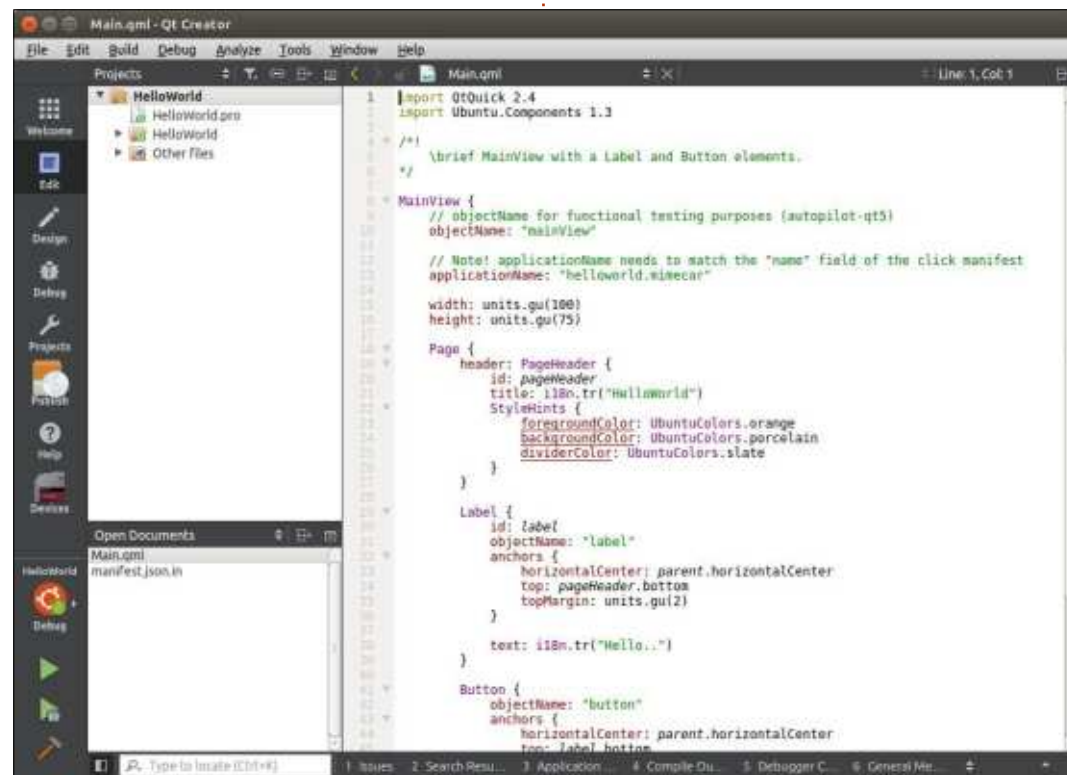 Main.qml - Qt Creator
File Edit Build Debug Analyze Tools Window Help
Projects
Main.qml
Line: 1, Col: 1
Welcome
Edit
Design
Debug
Projects
Publish
Help
Devices
HelloWorld
Debug
HelloWorld
HelloWorld.pro
HelloWorld
Other files
Open Documents
Main.qml
manifest.json.in
1 import QtQuick 2.4
import Ubuntu.Components 1.3
/*!
\brief MainView with a Label and Button elements.
*/
MainView {
// objectName for functional testing purposes (autopilot-qt5)
objectName: "mainView"
// Note! applicationName needs to match the "name" field of the click manifest
applicationName: "helloworld.mimecar"
width: units.gu(100)
height: units.gu(75)
Page {
header: PageHeader {
id: pageHeader
title: i18n.tr("HelloWorld")
StyleHints {
foregroundColor: UbuntuColors.orange
backgroundColor: UbuntuColors.porcelain
dividerColor: UbuntuColors.slate
}
}
Label {
id: label
objectName: "label"
anchors {
horizontalCenter: parent.horizontalCenter
top: pageHeader.bottom
topMargin: units.gu(2)
}
text: i18n.tr("Hello..")
}
Button {
objectName: "button"
anchors {
horizontalCenter: parent.horizontalCenter
top: label.bottom
Type to locate (Ctrl+K)
1 Issues 2 Search Resu... 3 Application ... 4 Compile Ou... 5 Debugger C... 6 General Me...